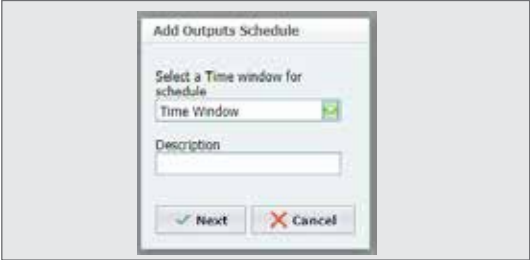 Add Outputs Schedule
Select a Time window for
schedule
Time Window
Description
Next
Cancel